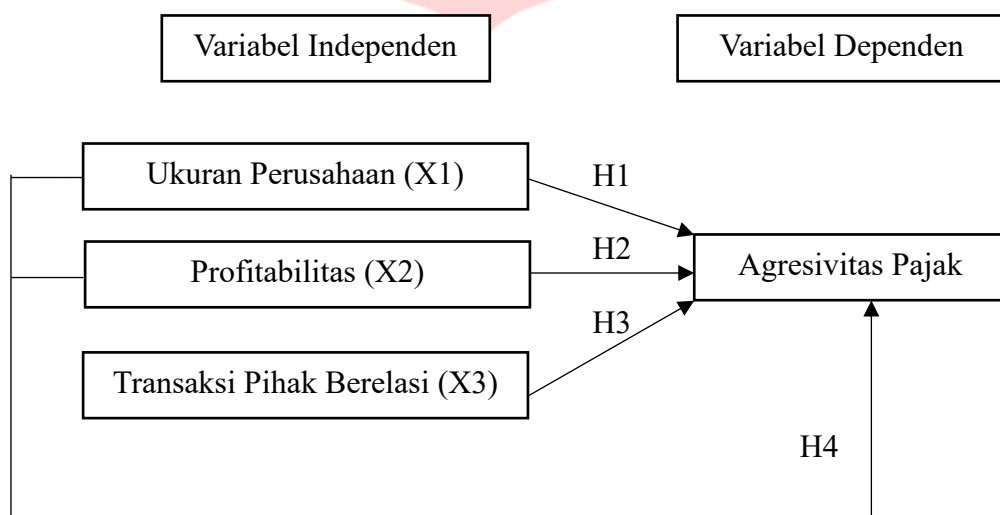 Variabel Independen
Variabel Dependen
Ukuran Perusahaan (X1)
H1
Profitabilitas (X2)
H2
Agresivitas Pajak
H3
Transaksi Pihak Berelasi (X3)
H4